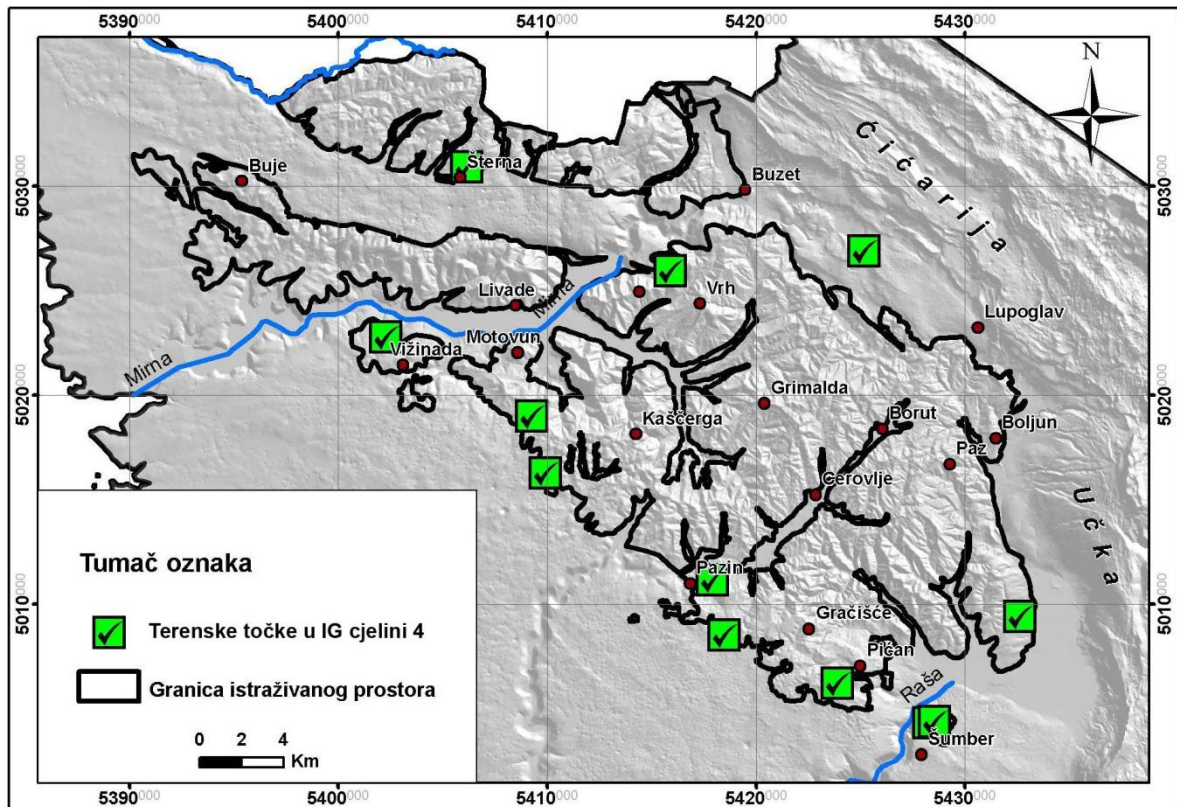 5390000 5400000 5410000 5420000 5430000
N
Ćićarija
Šterna
Buje
Buzet
5030000 5030000
Livade
Mirna
Vrh
Lupoglav
Motovun
Vižinada
Mirna
Grimalda
5020000 5020000
Kaščerga
Borut
Boljun
Paz
Cerovlje
Učka
Tumač oznaka
Pazin
Terenske točke u IG cjelini 4
Gračišće
5010000 5010000
Pićan
Granica istraživanog prostora
Raša
0 2 4
Km
Šumber
5390000 5400000 5410000 5420000 5430000